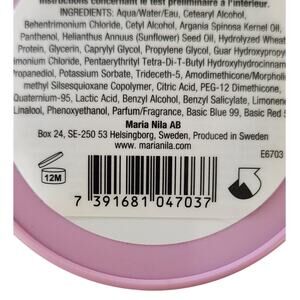 instructions concernant le test préliminaire à l'intérieur.
INGREDIENTS: Aqua/Water/Eau, Cetearyl Alcohol,
Behentrimonium Chloride, Cetyl Alcohol, Argania Spinosa Kernel Oil,
Panthenol, Helianthus Annuus (Sunflower) Seed Oil, Hydrolyzed Wheat
Protein, Glycerin, Caprylyl Glycol, Propylene Glycol, Guar Hydroxypropy
imonium Chloride, Pentaerythrityl Tetra-Di-T-Butyl Hydroxyhydrocinnam
ropanediol, Potassium Sorbate, Trideceth-5, Amodimethicone/Morpholi
methyl Silsesquioxane Copolymer, Citric Acid, PEG-12 Dimethicone,
Quaternium-95, Lactic Acid, Benzyl Alcohol, Benzyl Salicylate, Limonene
Linalool, Phenoxyethanol, Parfum/Fragrance, Basic Blue 99, Basic Red 5
Maria Nila AB
Box 24, SE-250 53 Helsingborg, Sweden, Produced in Sweden
www.marianila.com
E6703
12M
7 391681 047037